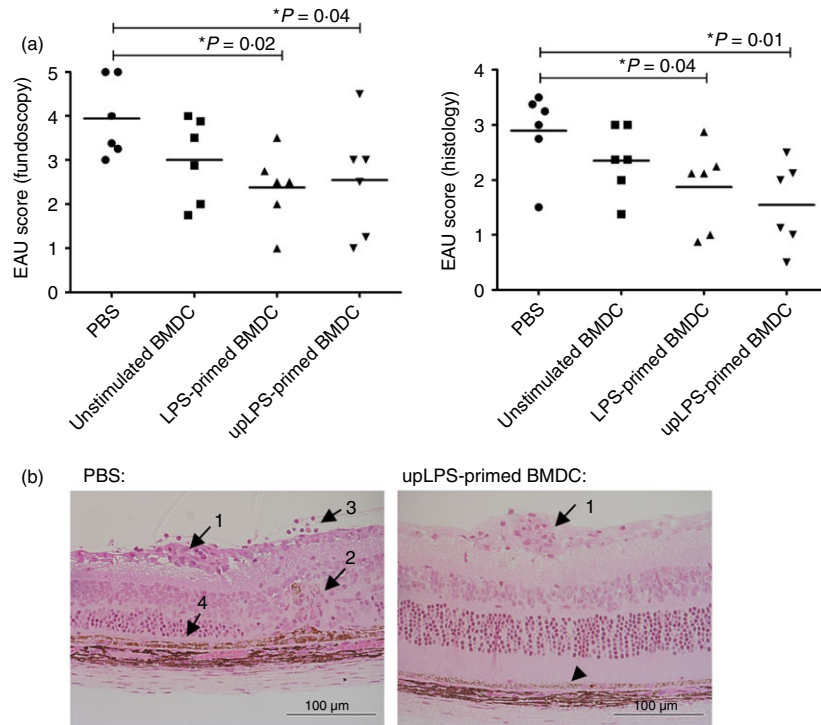 (a)
*P = 0·04
*P = 0·02
EAU score (fundoscopy)
5
4
3
2
1
0
PBS
Unstimulated BMDC
LPS-primed BMDC
upLPS-primed BMDC
*P = 0·01
*P = 0·04
EAU score (histology)
4
3
2
1
0
PBS
Unstimulated BMDC
LPS-primed BMDC
upLPS-primed BMDC
(b)
PBS:
1
3
2
4
100 µm
upLPS-primed BMDC:
1
100 µm